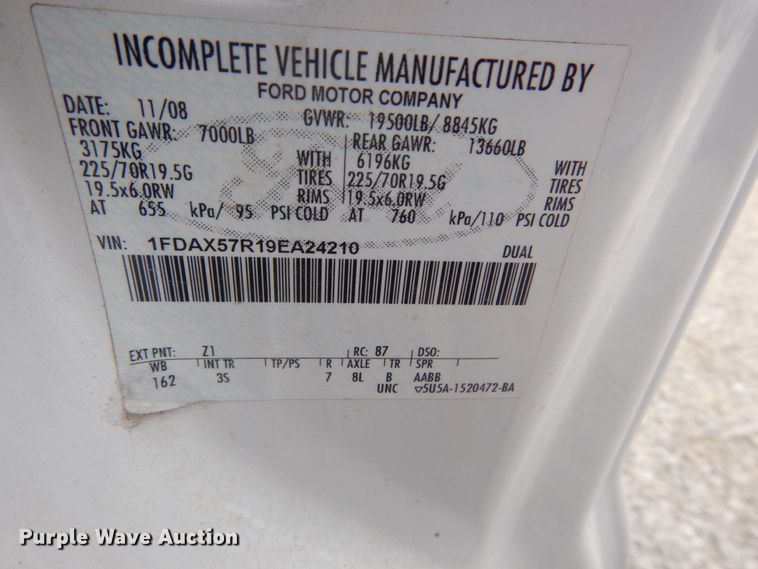 INCOMPLETE VEHICLE MANUFACTURED BY
FORD MOTOR COMPANY
DATE: 11/08 GVWR: 19500LB/ 8845KG
FRONT GAWR: 7000LB REAR GAWR: 13660LB
3175KG WITH 6196KG WITH
225/70R19.5G TIRES 225/70R19.5G TIRES
19.5x6.0RW RIMS 19.5x6.0RW RIMS
AT 655 kPa/ 95 PSI COLD AT 760 kPa/110 PSI COLD
VIN: 1FDAX57R19EA24210 DUAL
EXT PNT: Z1 RC: 87 DSO:
WB INT TR TP/PS R AXLE TR SPR
162 3S 7 8L B AABB
UNC 5U5A-1520472-BA
Purple Wave Auction